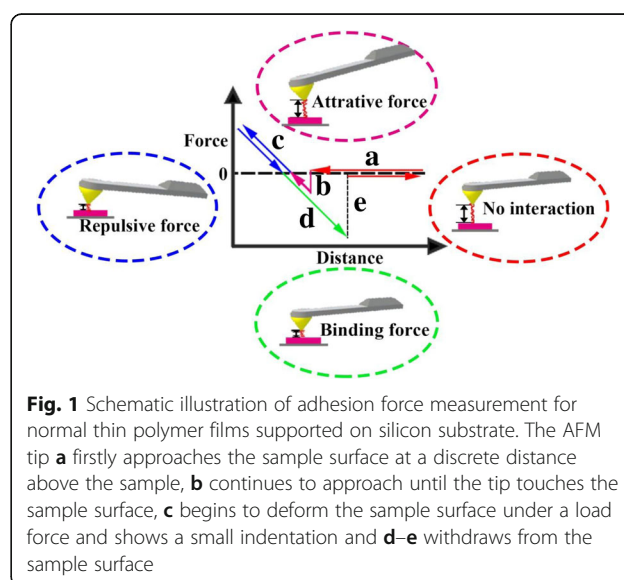 Attrative force
Force
c
a
0
b
Repulsive force
d
e
No interaction
Distance
Binding force
Fig. 1 Schematic illustration of adhesion force measurement for
normal thin polymer films supported on silicon substrate. The AFM
tip a firstly approaches the sample surface at a discrete distance
above the sample, b continues to approach until the tip touches the
sample surface, c begins to deform the sample surface under a load
force and shows a small indentation and d–e withdraws from the
sample surface